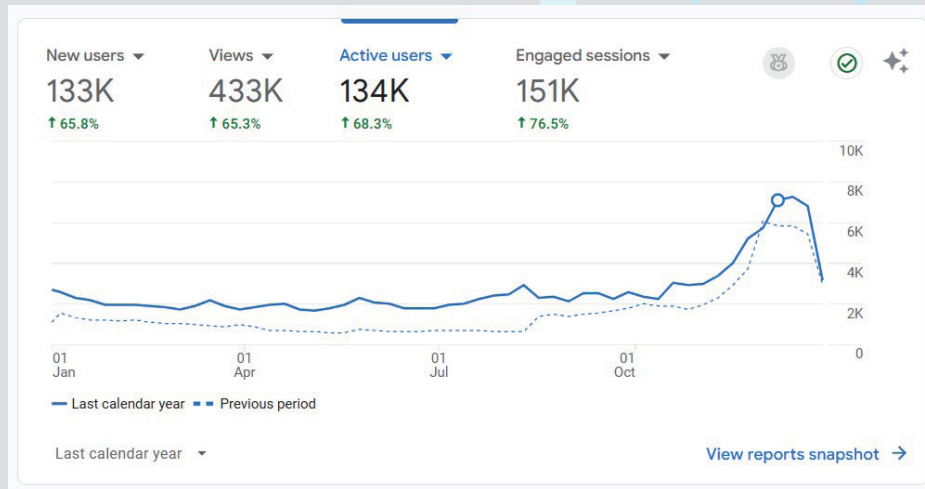 New users Views Active users Engaged sessions
133K 433K 134K 151K
↑ 65.8% ↑ 65.3% ↑ 68.3% ↑ 76.5%
10K
8K
6K
4K
2K
0
01 01 01 01
Jan Apr Jul Oct
Last calendar year Previous period
Last calendar year View reports snapshot →